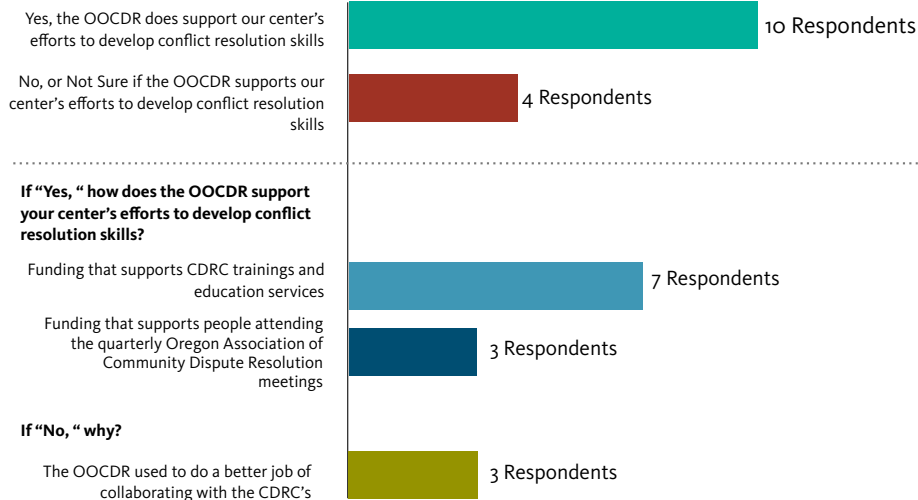 Yes, the OOCDR does support our center's
efforts to develop conflict resolution skills
10 Respondents
No, or Not Sure if the OOCDR supports our
center's efforts to develop conflict resolution
skills
4 Respondents
If "Yes, " how does the OOCDR support
your center's efforts to develop conflict
resolution skills?
Funding that supports CDRC trainings and
education services
7 Respondents
Funding that supports people attending
the quarterly Oregon Association of
Community Dispute Resolution
meetings
3 Respondents
If "No, " why?
The OOCDR used to do a better job of
collaborating with the CDRC's
3 Respondents